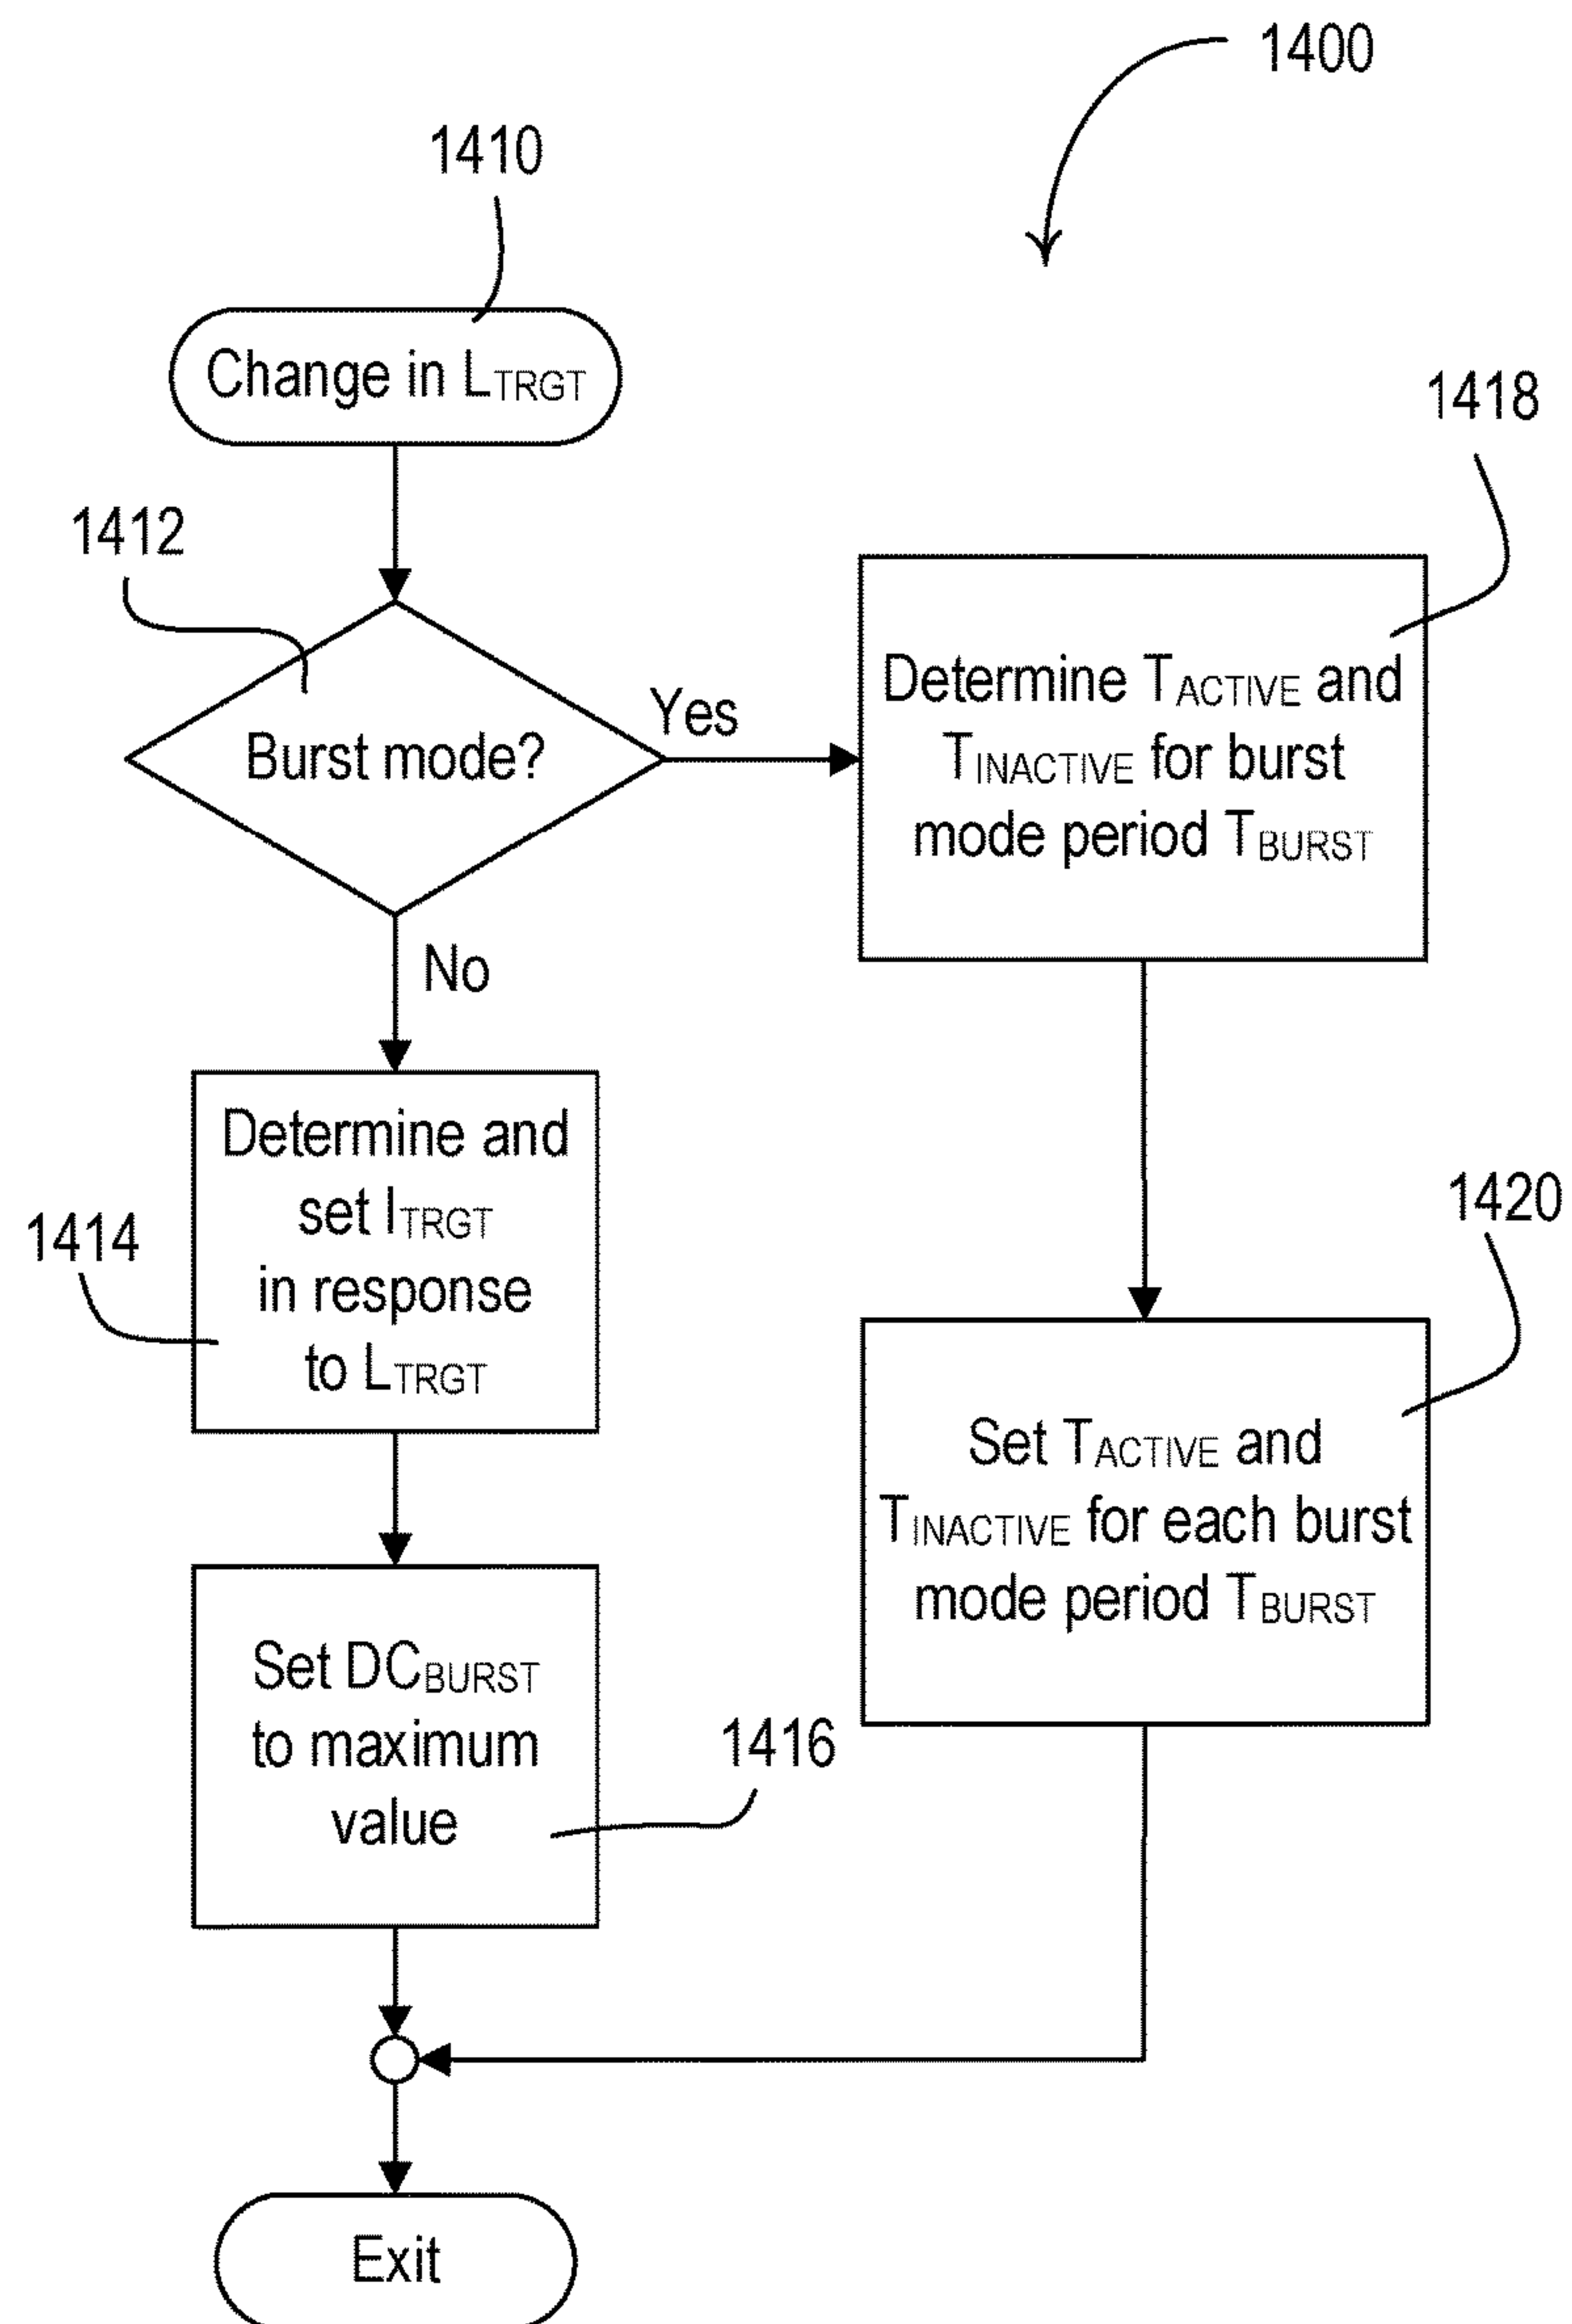 1400
1410
Change in LTRGT
1418
1412
Burst mode?
Yes
Determine TACTIVE and
TINACTIVE for burst
mode period TBURST
No
Determine and
set ITRGT
in response
to LTRGT
1414
1420
Set TACTIVE and
TINACTIVE for each burst
mode period TBURST
Set DCBURST
to maximum
value
1416
Exit